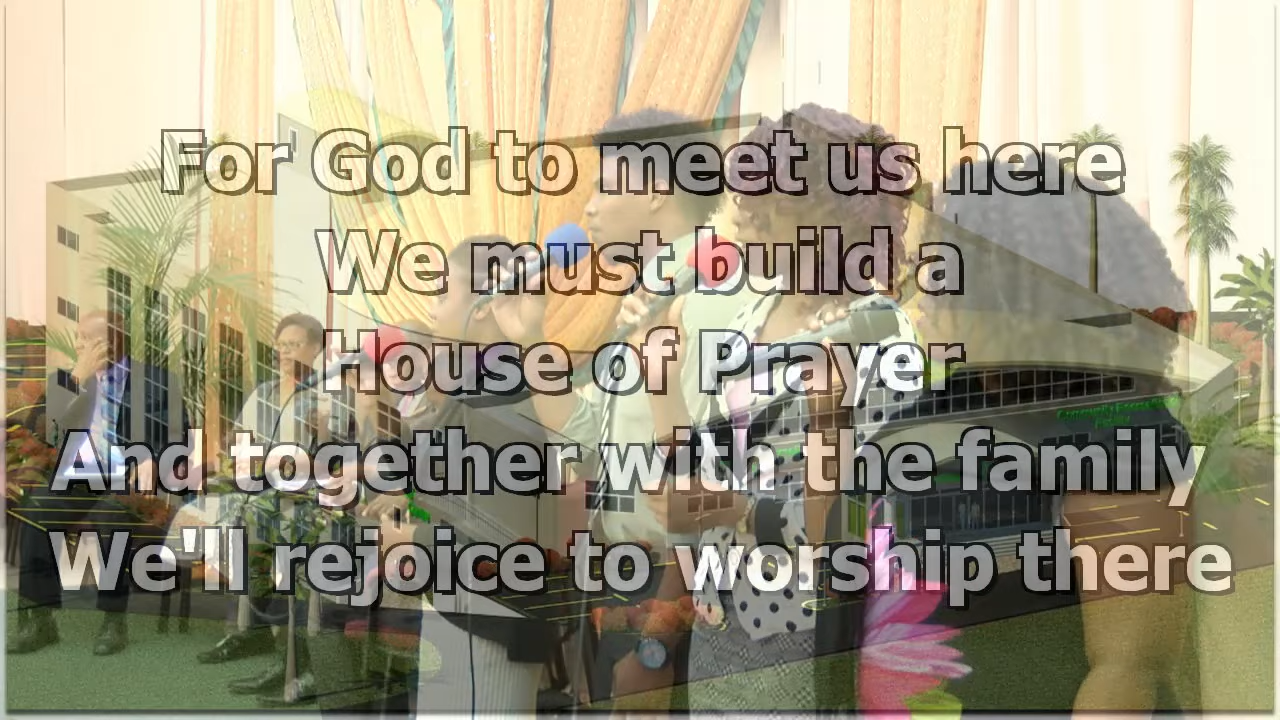 For God to meet us here
We must build a
House of Prayer
And together with the family
We'll rejoice to worship there